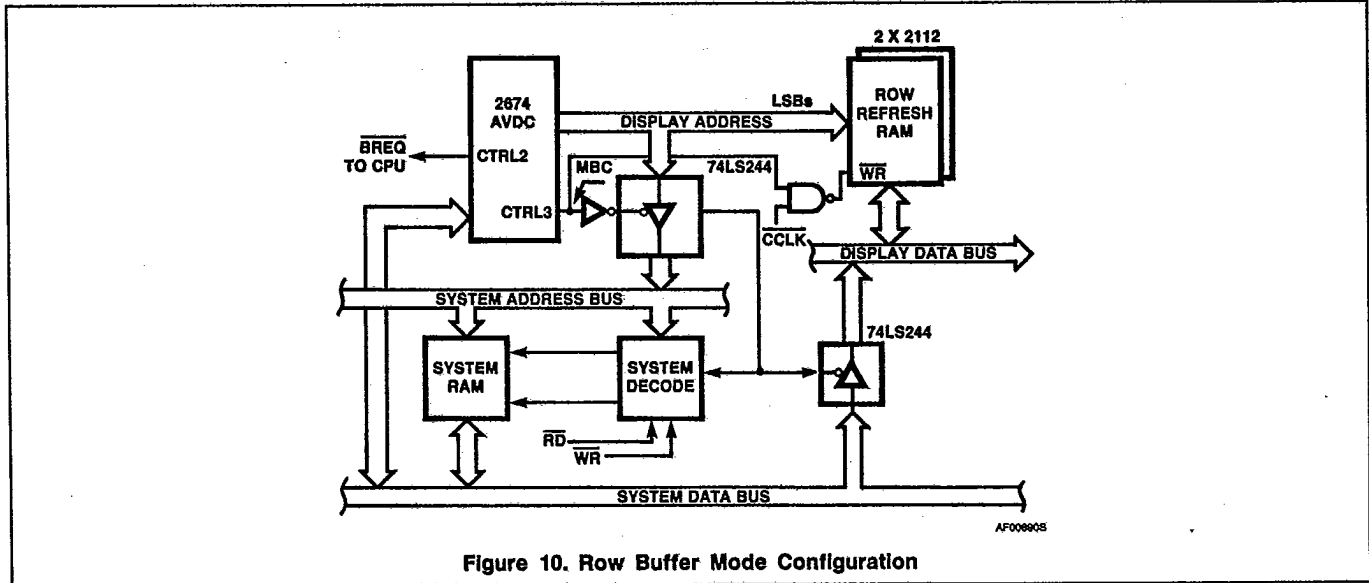 2 X 2112
2674
AVDC
LSBs
DISPLAY ADDRESS
ROW
REFRESH
RAM
BREQ
TO CPU
CTRL2
MBC
74LS244
WR
CTRL3
CCLK
DISPLAY DATA BUS
SYSTEM ADDRESS BUS
74LS244
SYSTEM
RAM
SYSTEM
DECODE
RD
WR
SYSTEM DATA BUS
AF00690S
Figure 10. Row Buffer Mode Configuration